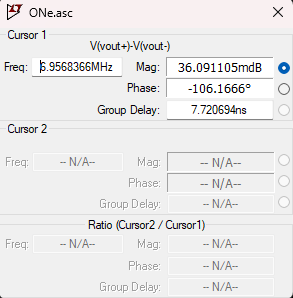 ONe.asc
Cursor 1
V(vout+)-V(vout-)
Freq: 6.9568366MHz Mag: 36.091105mdB
Phase: -106.1666°
Group Delay: 7.720694ns
Cursor 2
Freq: -- N/A-- Mag: -- N/A--
Phase: -- N/A--
Group Delay: -- N/A--
Ratio (Cursor2 / Cursor1)
Freq: -- N/A-- Mag: -- N/A--
Phase: -- N/A--
Group Delay: -- N/A--